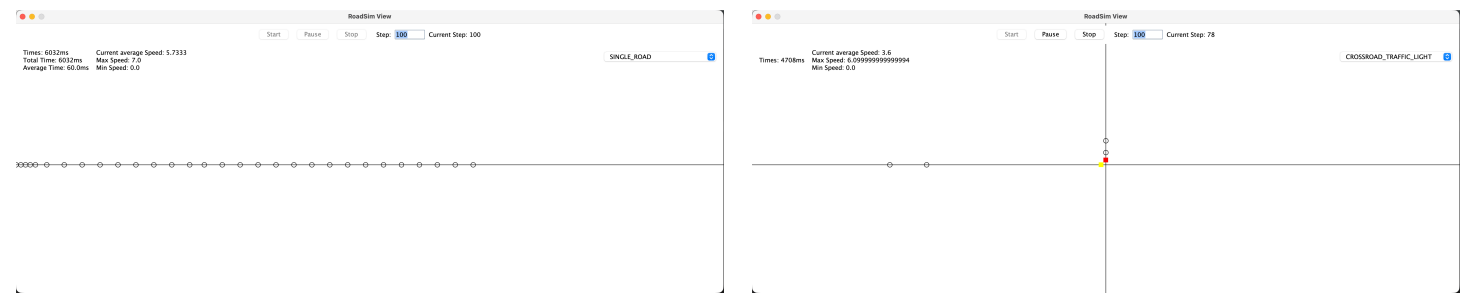 RoadSim View
Start Pause Stop Step: 100 Current Step: 100
Times: 6032ms Current average Speed: 5.7333
Total Time: 6032ms Max Speed: 7.0
Average Time: 60.0ms Min Speed: 0.0
SINGLE_ROAD
RoadSim View
Start Pause Stop Step: 100 Current Step: 78
Current average Speed: 3.6
Times: 4708ms Max Speed: 6.099999999999994
Min Speed: 0.0
CROSSROAD_TRAFFIC_LIGHT